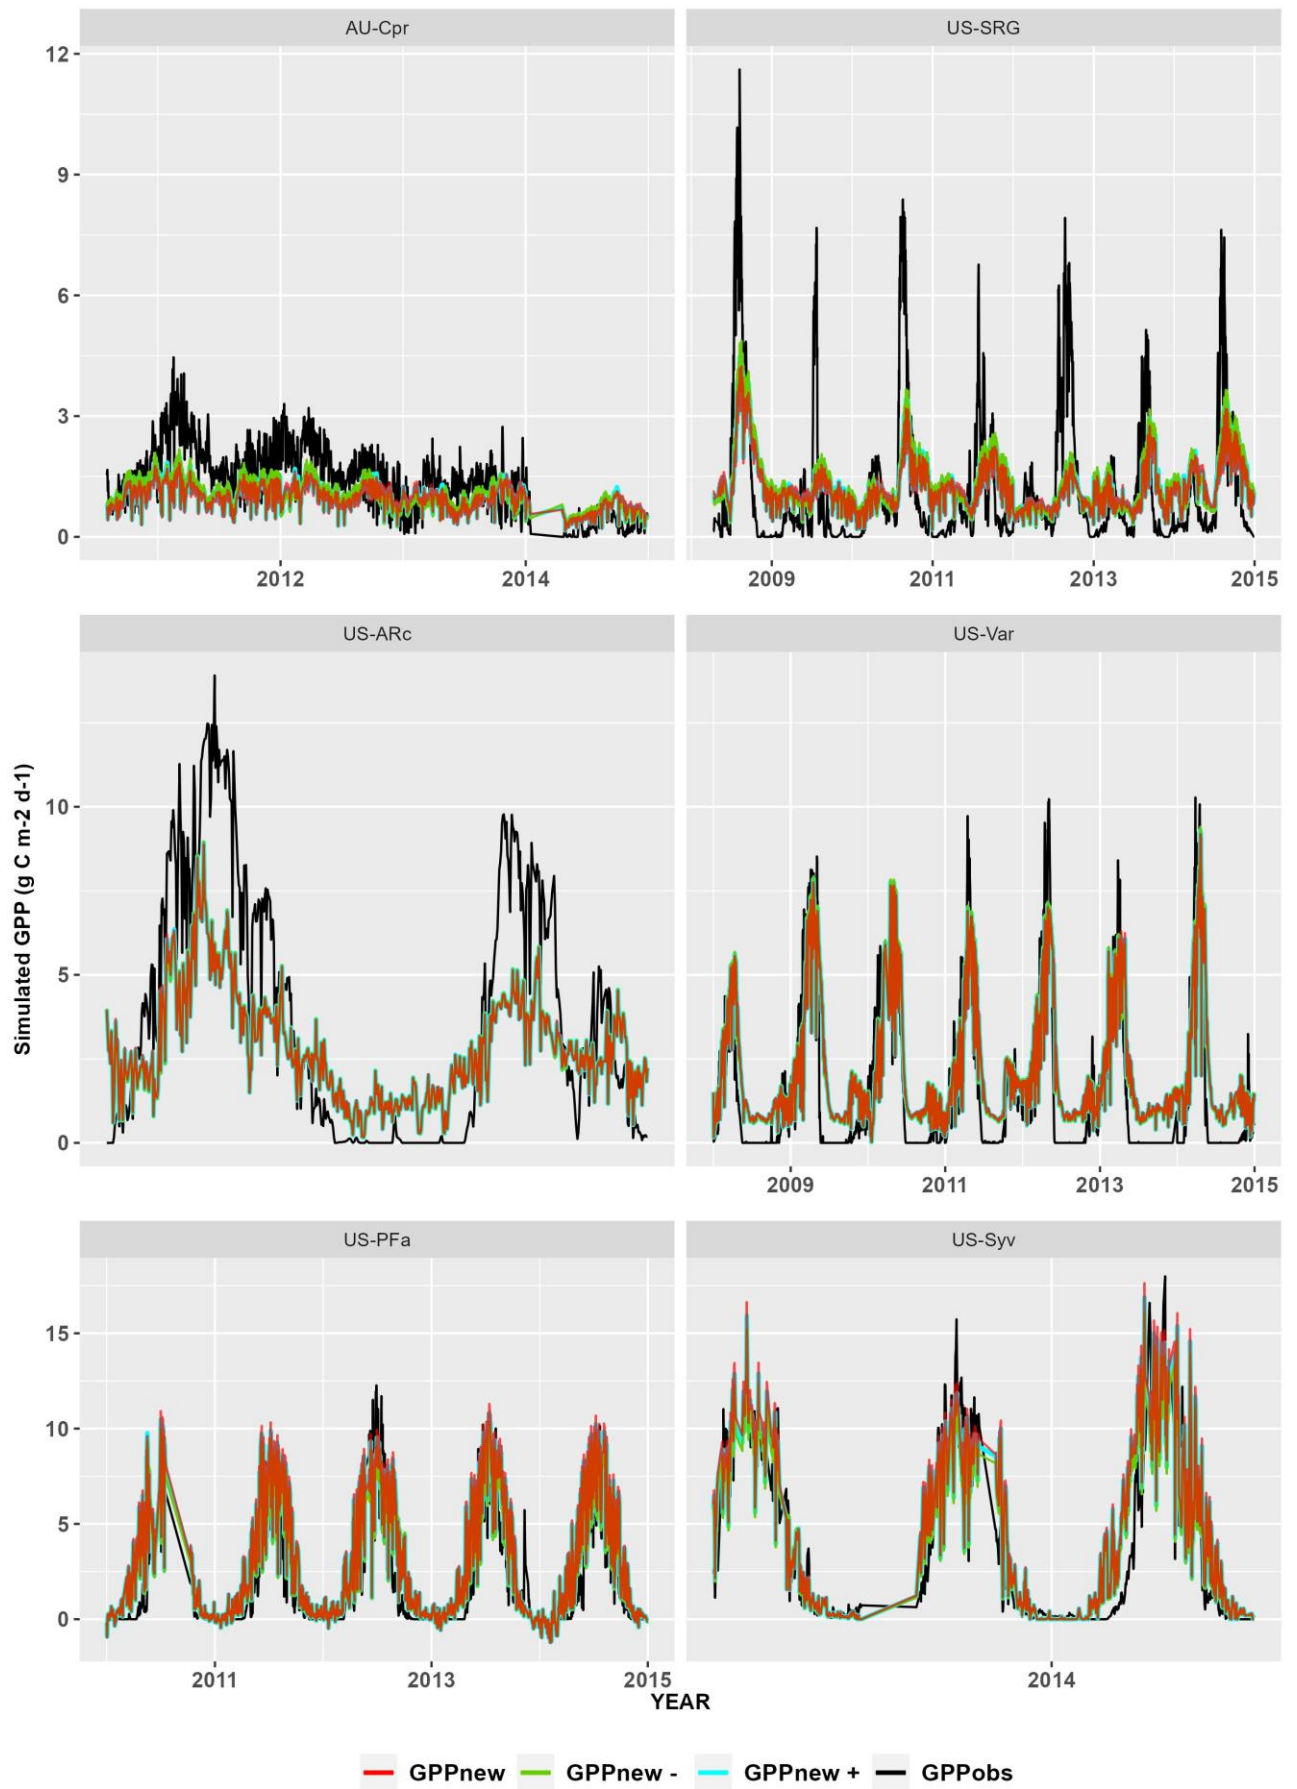 AU-Cpr
US-SRG
12
9
6
3
0
2012
2014
2009
2011
2013
2015
US-ARc
US-Var
10
5
0
2009
2011
2013
2015
Simulated GPP (g C m-2 d-1)
US-PFa
US-Syv
15
10
5
0
2011
2013
2015
2014
YEAR
GPPnew GPPnew - GPPnew + GPPobs